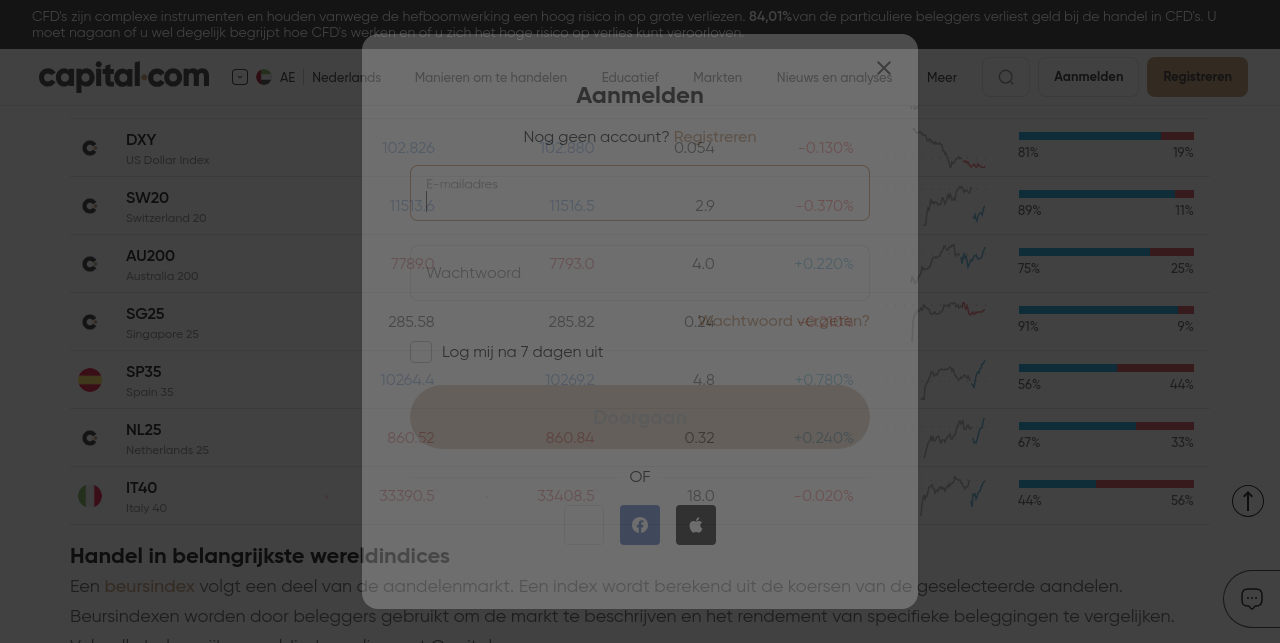 CFD's zijn complexe instrumenten en houden vanwege de hefboomwerking een hoog risico in op grote verliezen. 84,01% van de particuliere beleggers verliest geld bij de handel in CFD's. U
moet nagaan of u wel degelijk begrijpt hoe CFD's werken en of u zich het hoge risico op verlies kunt veroorloven.
capital.com AE Nederlands Manieren om te handelen Educatief Markten Nieuws en analyses Meer Aanmelden Registreren
Aanmelden
Nog geen account? Registreren
E-mailadres
Wachtwoord
Wachtwoord vergeten?
Log mij na 7 dagen uit
Doorgaan
OF
DXY
US Dollar Index
102.826 102.880 0.054 -0.130% 81% 19%
SW20
Switzerland 20
11513.6 11516.5 2.9 -0.370% 89% 11%
AU200
Australia 200
7789.0 7793.0 4.0 +0.220% 75% 25%
SG25
Singapore 25
285.58 285.82 0.24 91% 9%
SP35
Spain 35
10264.4 10269.2 4.8 +0.780% 56% 44%
NL25
Netherlands 25
860.52 860.84 0.32 +0.240% 67% 33%
IT40
Italy 40
33390.5 33408.5 18.0 -0.020% 44% 56%
Handel in belangrijkste wereldindices
Een beursindex volgt een deel van de aandelenmarkt. Een index wordt berekend uit de koersen van de geselecteerde aandelen.
Beursindexen worden door beleggers gebruikt om de markt te beschrijven en het rendement van specifieke beleggingen te vergelijken.